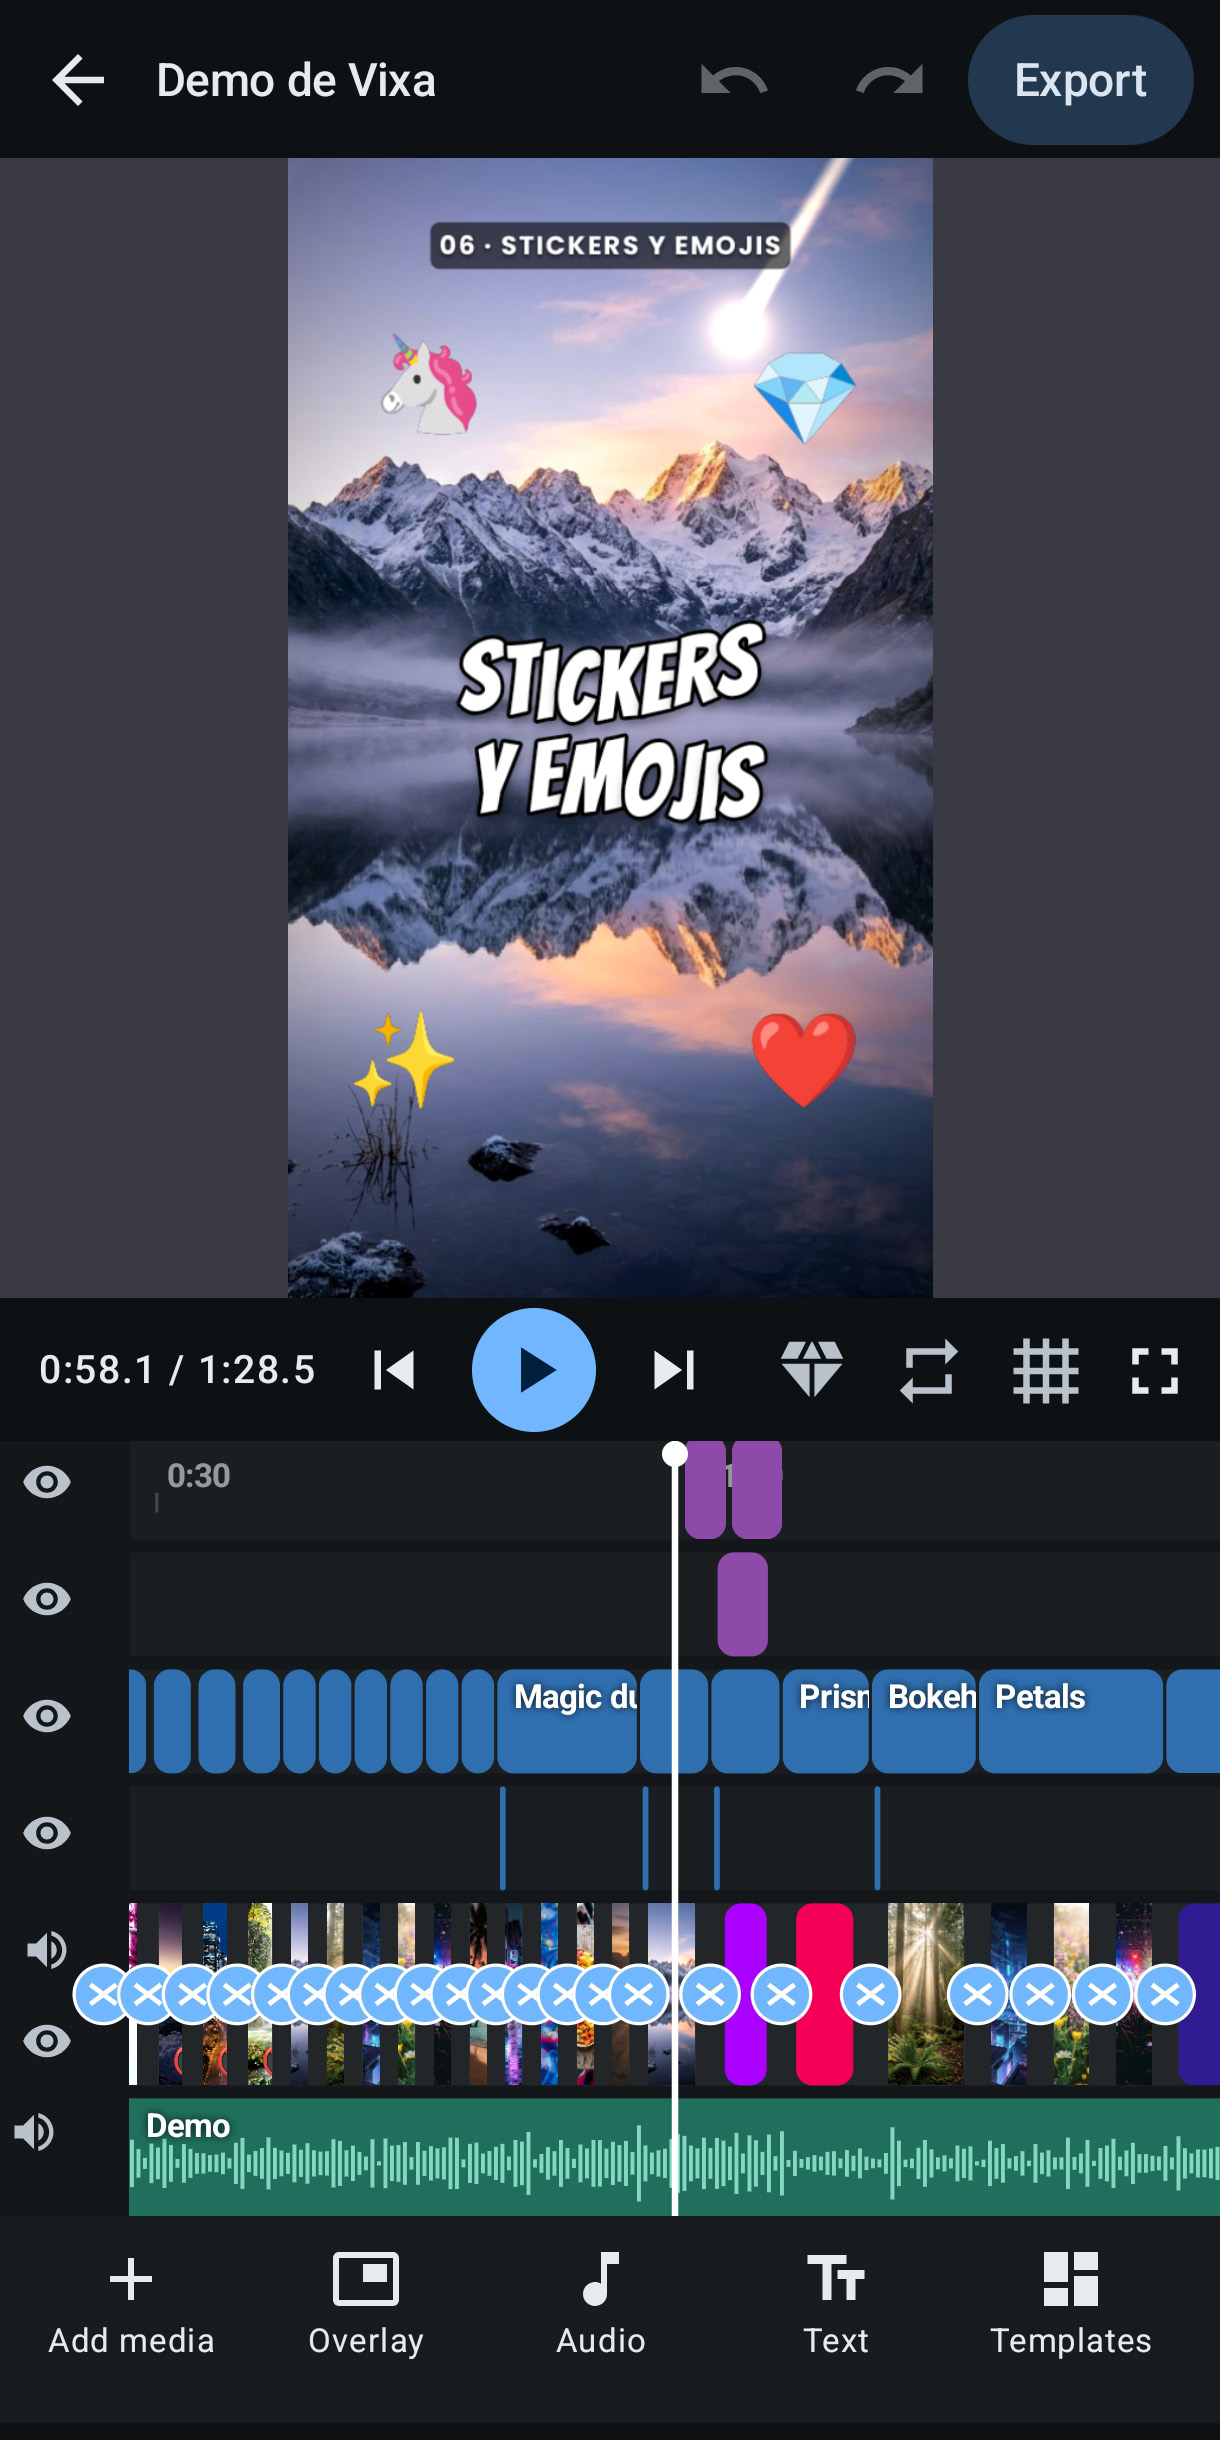 Demo de Vixa
Export
06 · STICKERS Y EMOJIS
STICKERS
Y EMOJIS
0:58.1 / 1:28.5
0:30
Magic du
Prisn
Bokeh
Petals
Demo
Add media
Overlay
Audio
Text
Templates